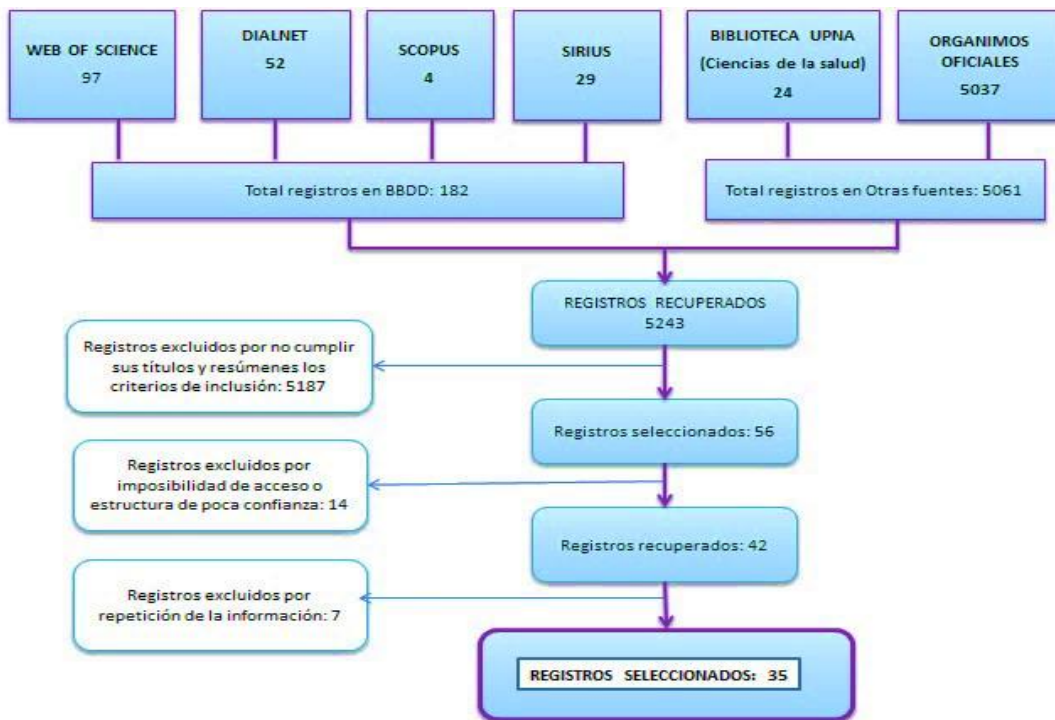 WEB OF SCIENCE
97
DIALNET
52
SCOPUS
4
SIRIUS
29
BIBLIOTECA UPNA
(Ciencias de la salud)
24
ORGANIMOS
OFICIALES
5037
Total registros en BBDD: 182
Total registros en Otras fuentes: 5061
REGISTROS RECUPERADOS
5243
Registros excluidos por no cumplir
sus títulos y resúmenes los
criterios de inclusión: 5187
Registros seleccionados: 56
Registros excluidos por
imposibilidad de acceso o
estructura de poca confianza: 14
Registros recuperados: 42
Registros excluidos por
repetición de la información: 7
REGISTROS SELECCIONADOS: 35